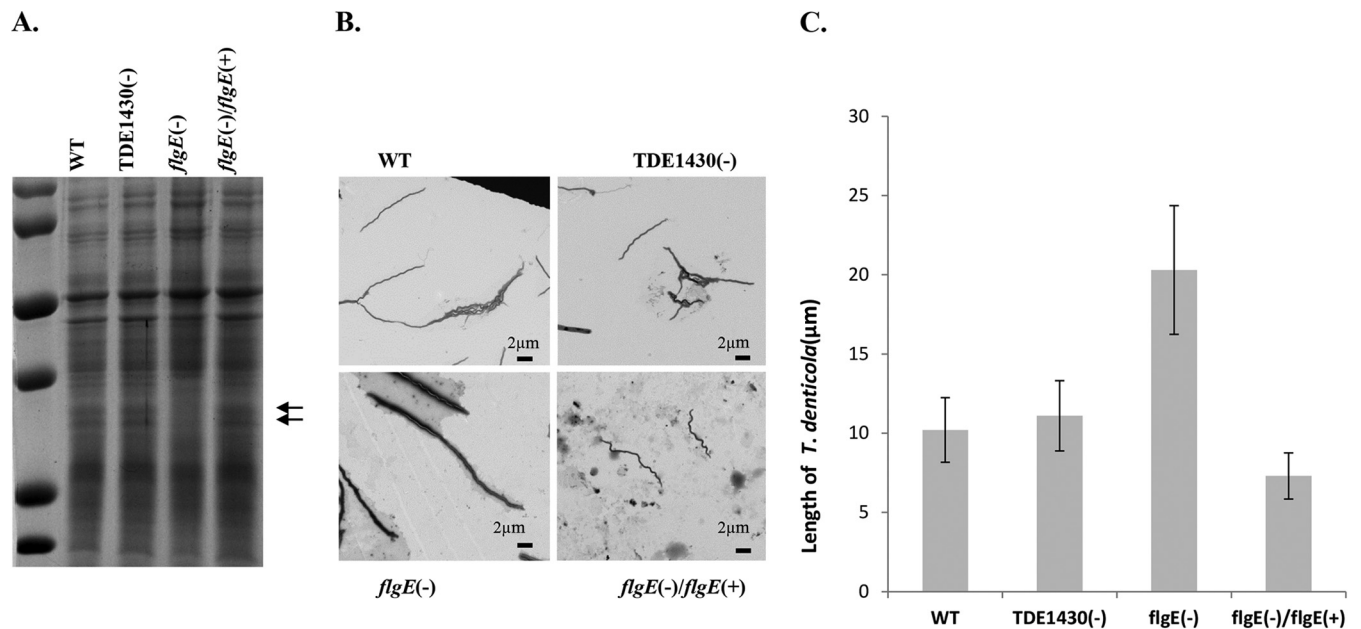 A.
WT
TDE1430(-)
flgE(-)
flgE(-)/flgE(+)
B.
WT
TDE1430(-)
2μm
2μm
2μm
2μm
flgE(-)
flgE(-)/flgE(+)
C.
Length of T. denticola(μm)
30
25
20
15
10
5
0
WT
TDE1430(-)
flgE(-)
flgE(-)/flgE(+)